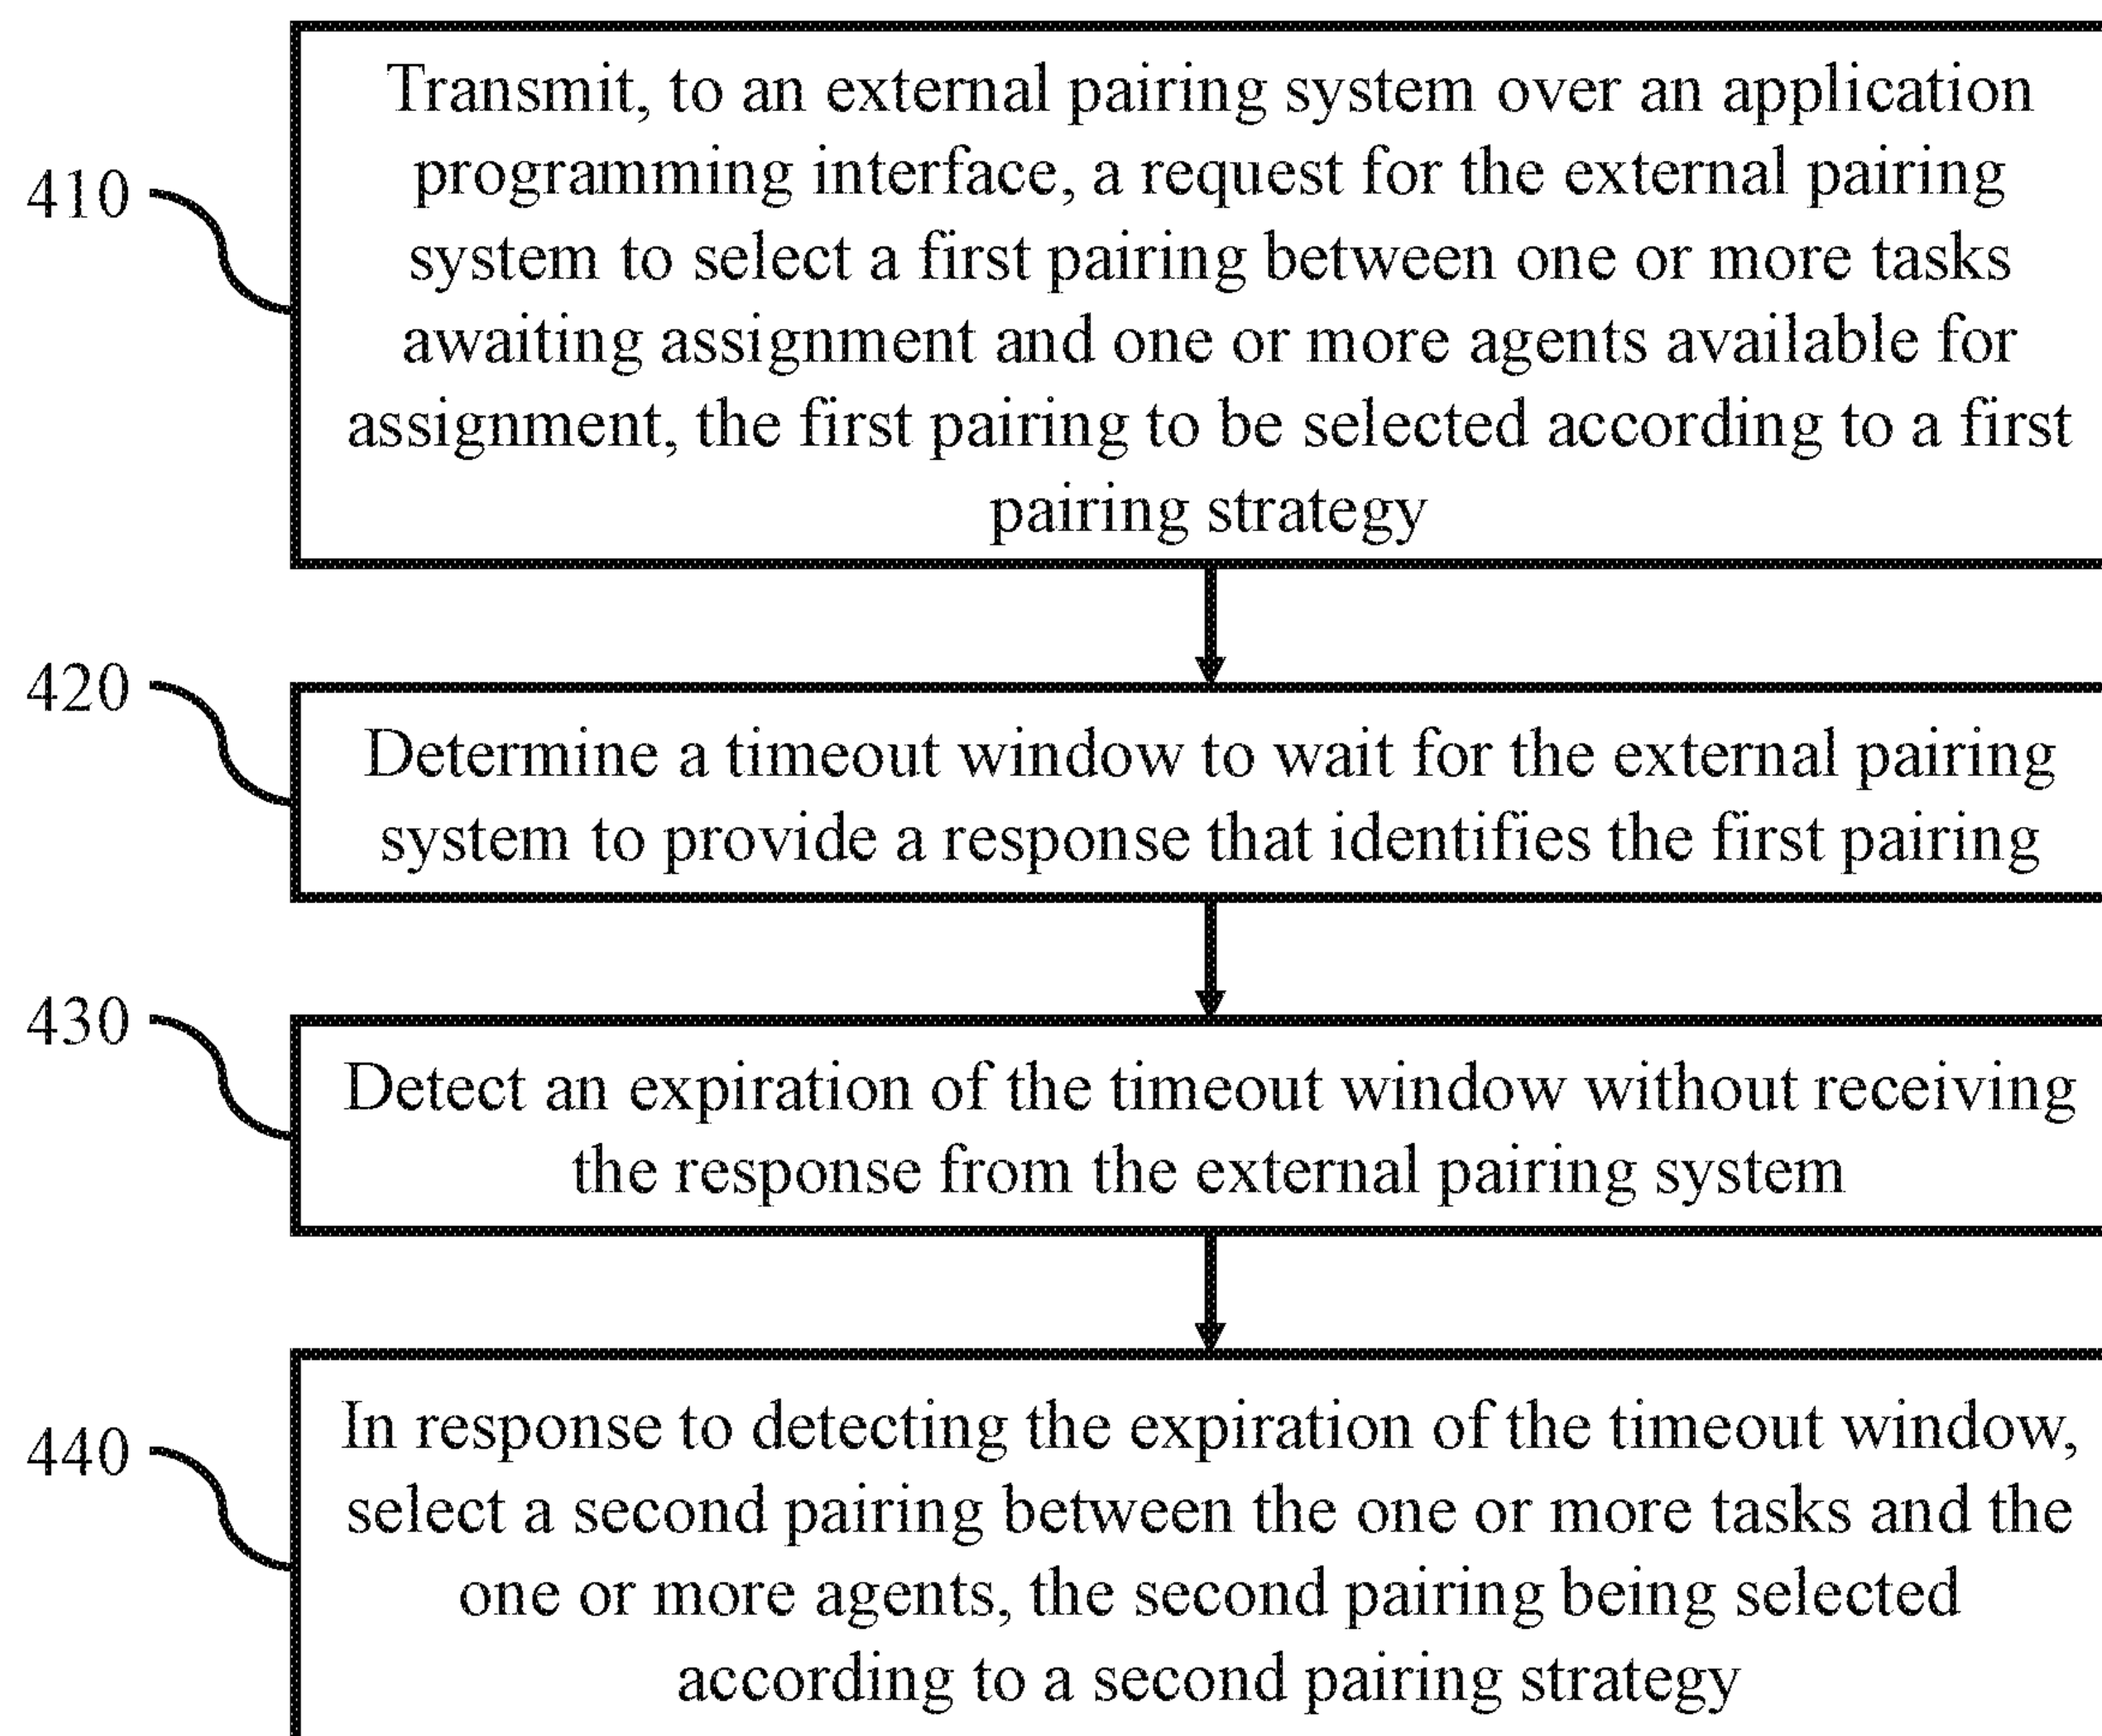 410
Transmit, to an external pairing system over an application
programming interface, a request for the external pairing
system to select a first pairing between one or more tasks
awaiting assignment and one or more agents available for
assignment, the first pairing to be selected according to a first
pairing strategy
420
Determine a timeout window to wait for the external pairing
system to provide a response that identifies the first pairing
430
Detect an expiration of the timeout window without receiving
the response from the external pairing system
440
In response to detecting the expiration of the timeout window,
select a second pairing between the one or more tasks and the
one or more agents, the second pairing being selected
according to a second pairing strategy